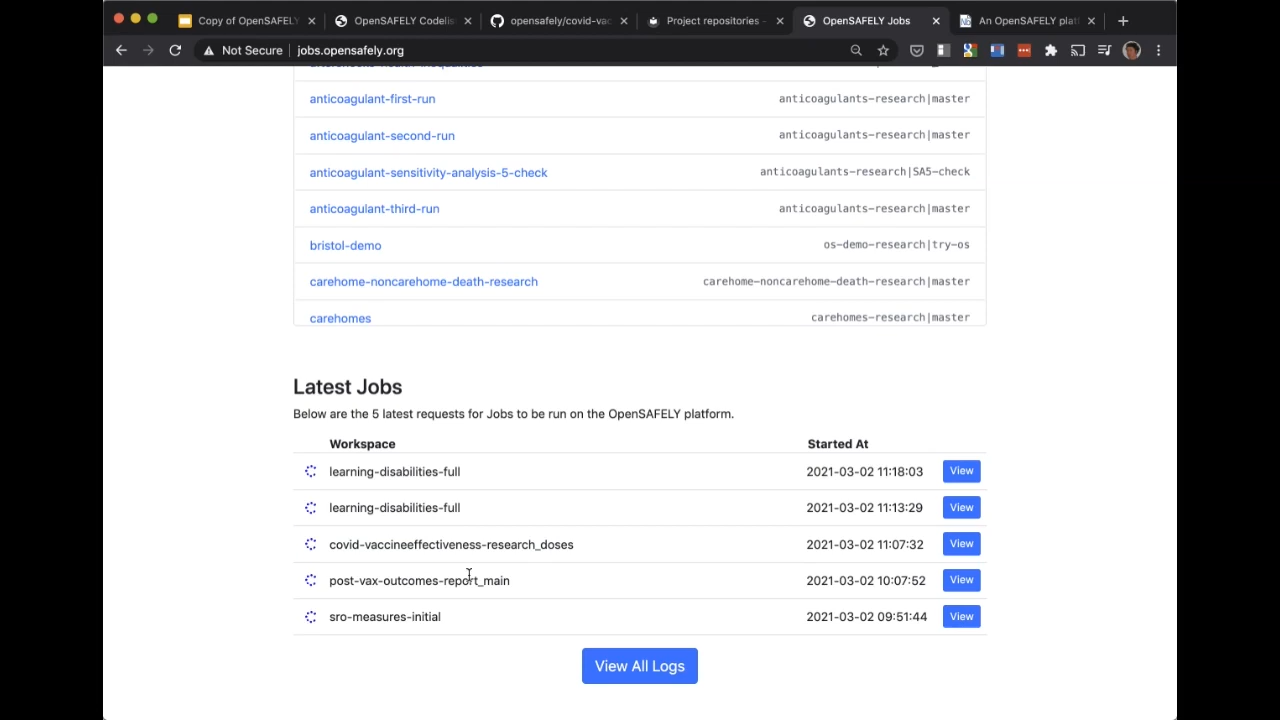 Copy of OpenSAFELY
OpenSAFELY Codelis
opensafely/covid-vac
Project repositories -
OpenSAFELY Jobs
An OpenSAFELY plat
Not Secure jobs.opensafely.org
anticoagulant-first-run anticoagulants-research|master
anticoagulant-second-run anticoagulants-research|master
anticoagulant-sensitivity-analysis-5-check anticoagulants-research|SA5-check
anticoagulant-third-run anticoagulants-research|master
bristol-demo os-demo-research|try-os
carehome-noncarehome-death-research carehome-noncarehome-death-research|master
carehomes carehomes-research|master
Latest Jobs
Below are the 5 latest requests for Jobs to be run on the OpenSAFELY platform.
Workspace Started At
learning-disabilities-full 2021-03-02 11:18:03 View
learning-disabilities-full 2021-03-02 11:13:29 View
covid-vaccineeffectiveness-research_doses 2021-03-02 11:07:32 View
post-vax-outcomes-report_main 2021-03-02 10:07:52 View
sro-measures-initial 2021-03-02 09:51:44 View
View All Logs